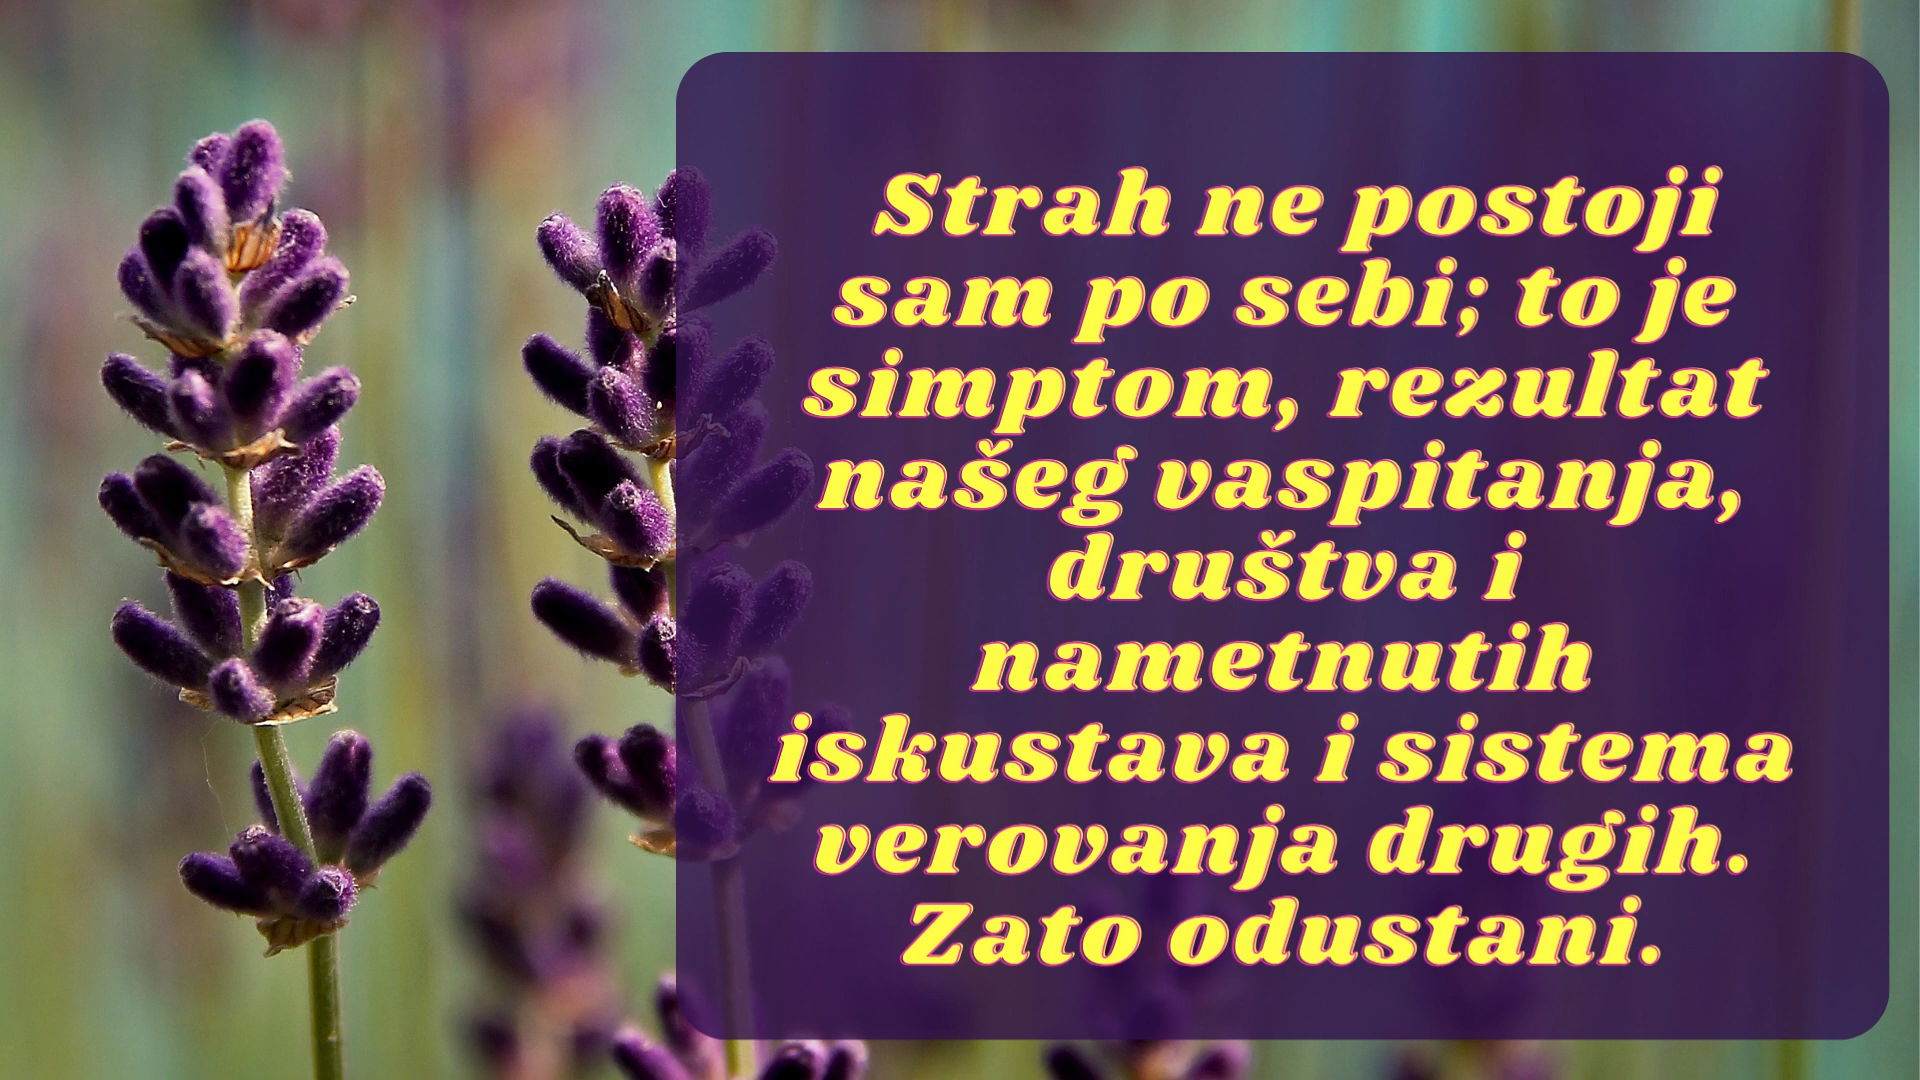 Strah ne postoji
sam po sebi; to je
simptom, rezultat
našeg vaspitanja,
društva i
nametnutih
iskustava i sistema
verovanja drugih.
Zato odustani.